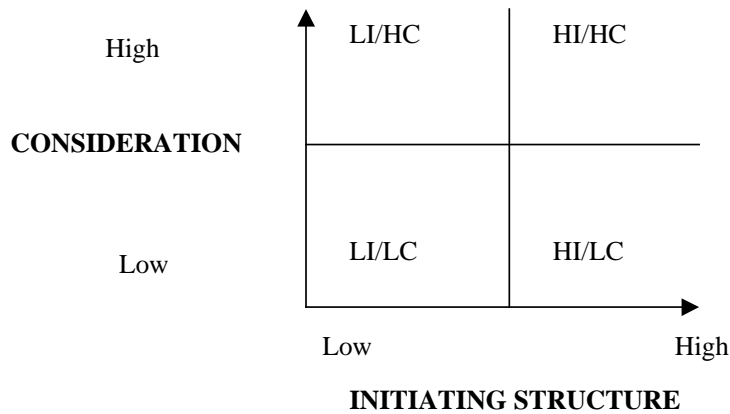 LI/HC HI/HC
High
CONSIDERATION
LI/LC HI/LC
Low
Low High
INITIATING STRUCTURE